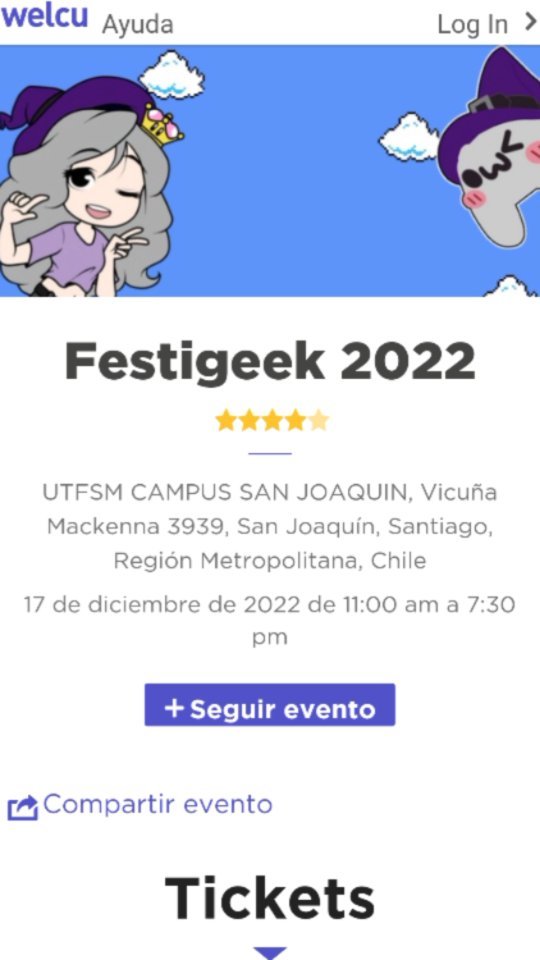 welcu Ayuda Log In
Festigeek 2022
UTFSM CAMPUS SAN JOAQUIN, Vicuña
Mackenna 3939, San Joaquín, Santiago,
Región Metropolitana, Chile
17 de diciembre de 2022 de 11:00 am a 7:30
pm
+ Seguir evento
Compartir evento
Tickets